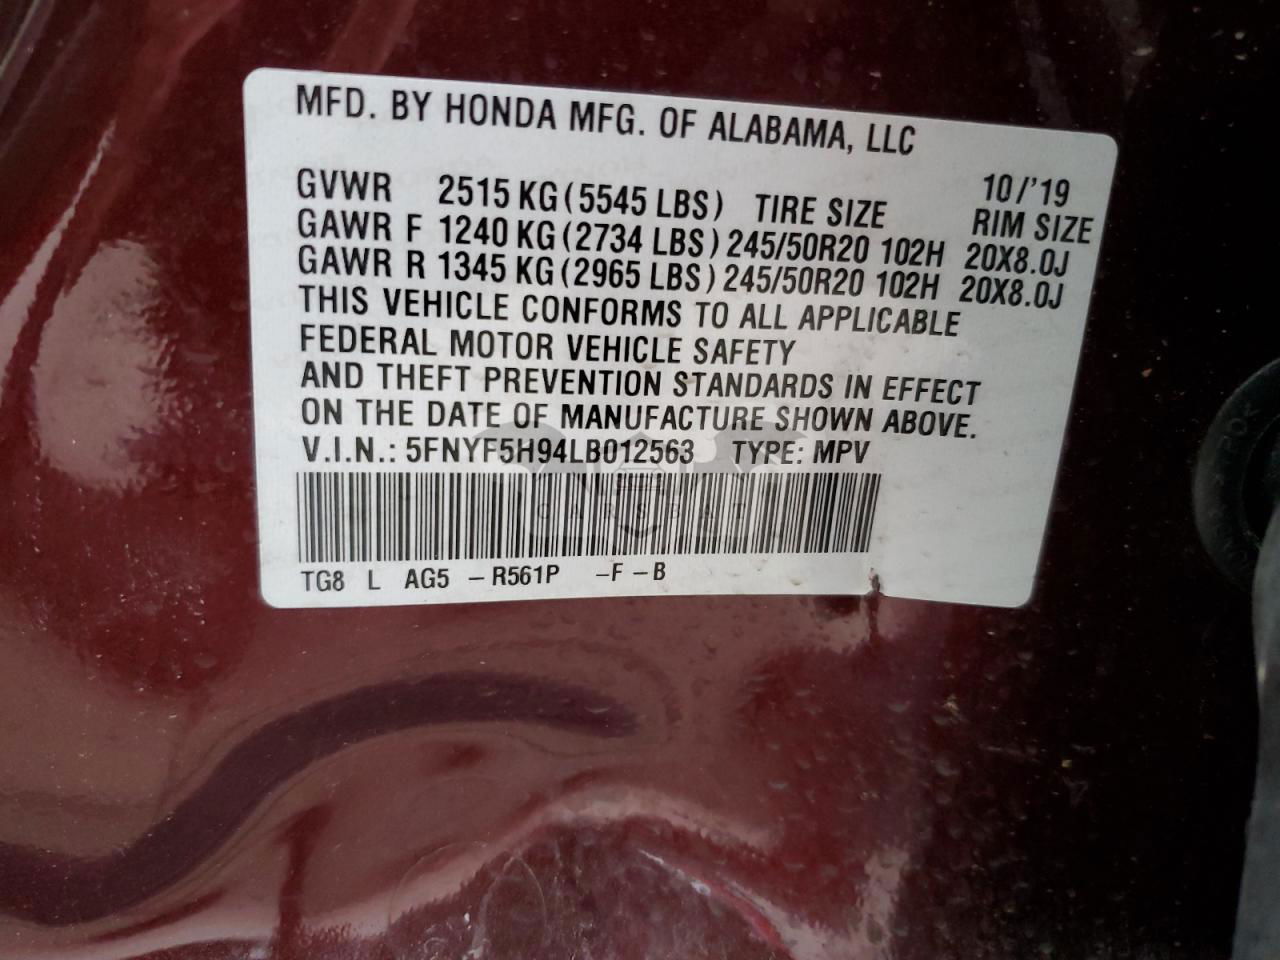 MFD. BY HONDA MFG. OF ALABAMA, LLC
10/'19
GVWR 2515 KG (5545 LBS) TIRE SIZE RIM SIZE
GAWR F 1240 KG (2734 LBS) 245/50R20 102H 20X8.0J
GAWR R 1345 KG (2965 LBS) 245/50R20 102H 20X8.0J
THIS VEHICLE CONFORMS TO ALL APPLICABLE
FEDERAL MOTOR VEHICLE SAFETY
AND THEFT PREVENTION STANDARDS IN EFFECT
ON THE DATE OF MANUFACTURE SHOWN ABOVE.
V.I.N.: 5FNYF5H94LB012563 TYPE: MPV
CARSBAT
TG8 L AG5 – R561P –F –B